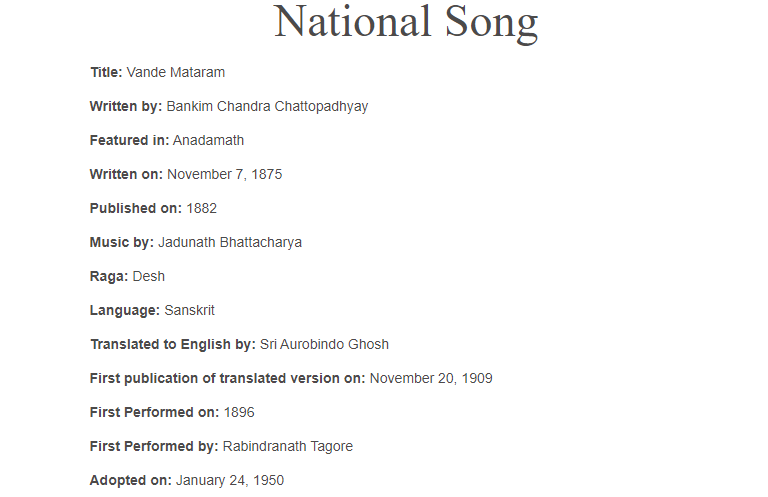 National Song
Title: Vande Mataram
Written by: Bankim Chandra Chattopadhyay
Featured in: Anadamath
Written on: November 7, 1875
Published on: 1882
Music by: Jadunath Bhattacharya
Raga: Desh
Language: Sanskrit
Translated to English by: Sri Aurobindo Ghosh
First publication of translated version on: November 20, 1909
First Performed on: 1896
First Performed by: Rabindranath Tagore
Adopted on: January 24, 1950